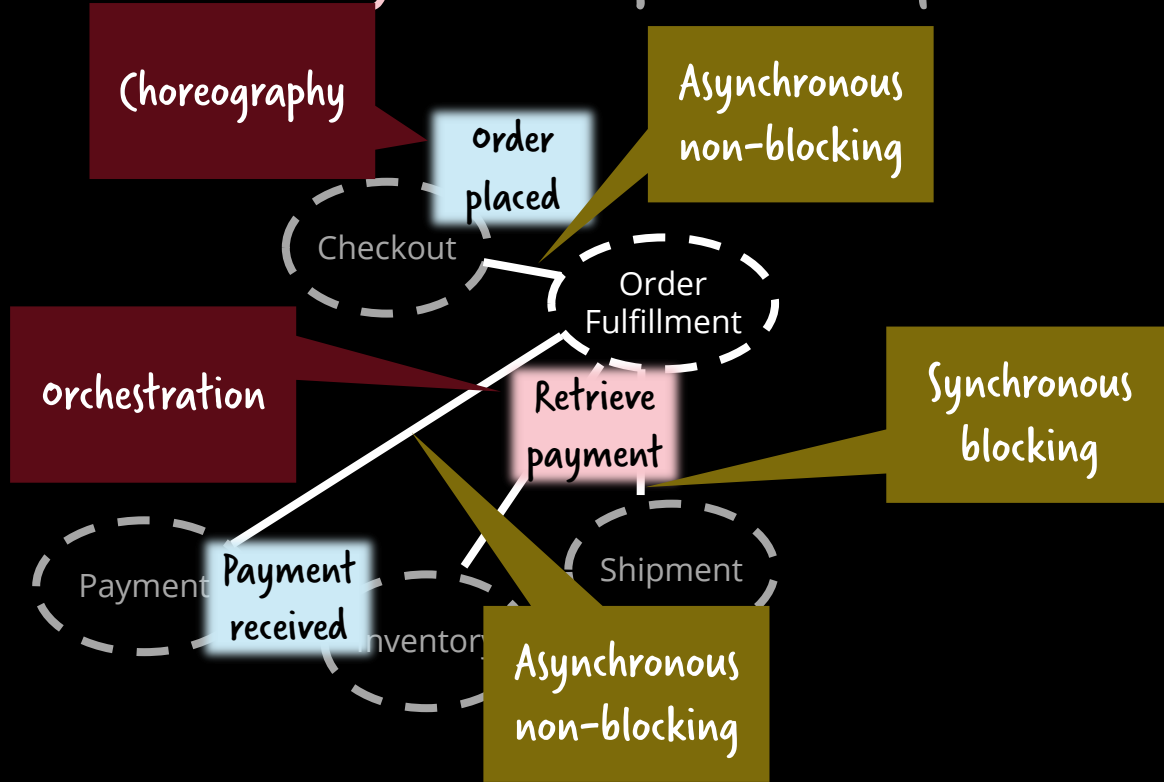 Choreography
Asynchronous
non-blocking
Order
placed
Checkout
Order
Fulfillment
Orchestration
Synchronous
blocking
Retrieve
payment
Payment
Payment
received
Inventory
Shipment
Asynchronous
non-blocking